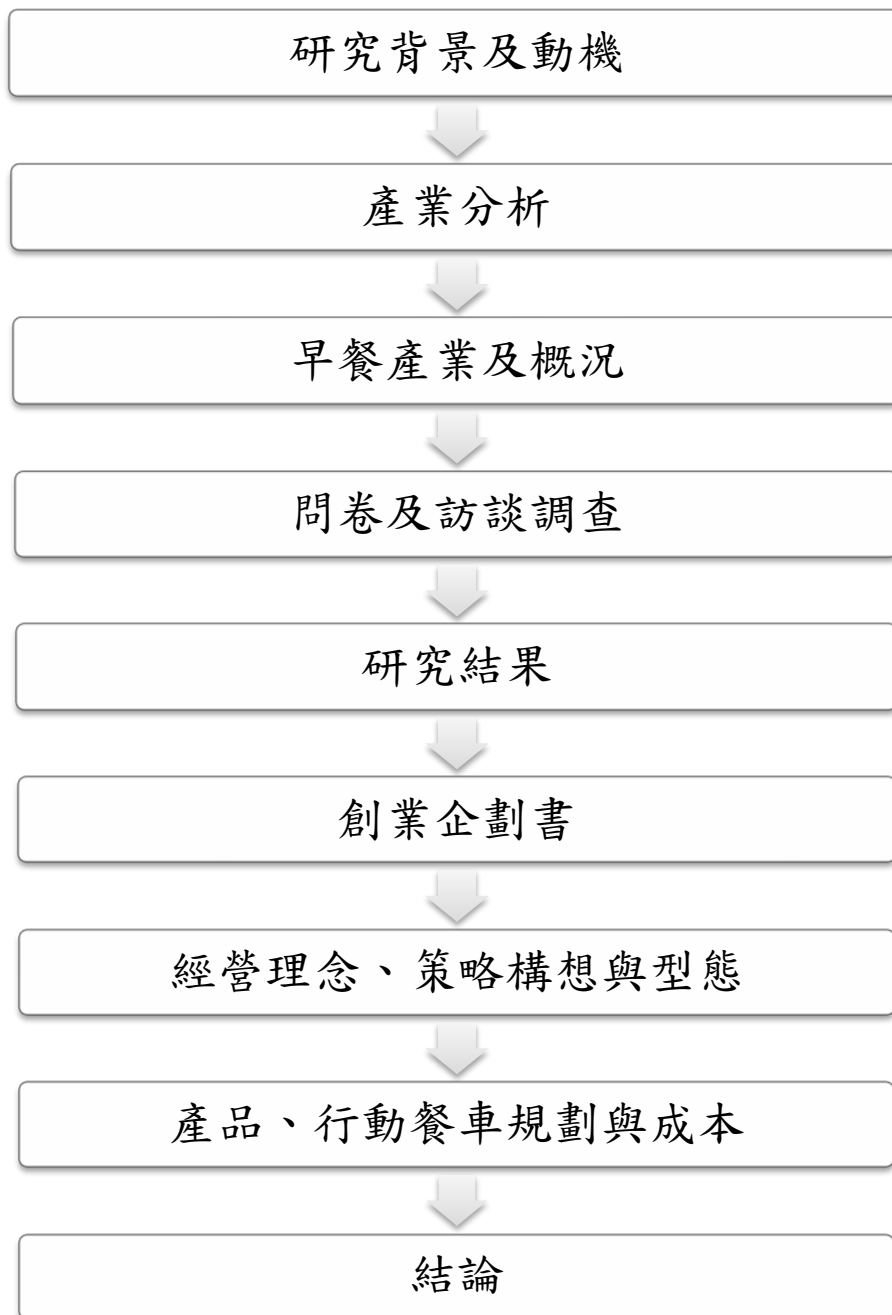 研究背景及動機
產業分析
早餐產業及概況
問卷及訪談調查
研究結果
創業企劃書
經營理念、策略構想與型態
產品、行動餐車規劃與成本
結論